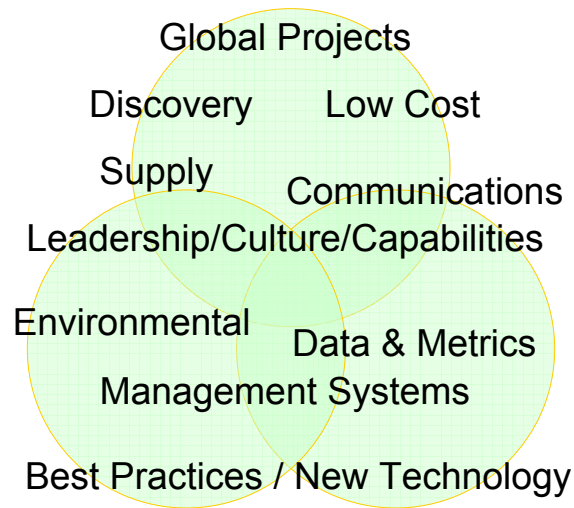 Global Projects
Discovery Low Cost
Supply
Communications
Leadership/Culture/Capabilities
Environmental
Data & Metrics
Management Systems
Best Practices / New Technology